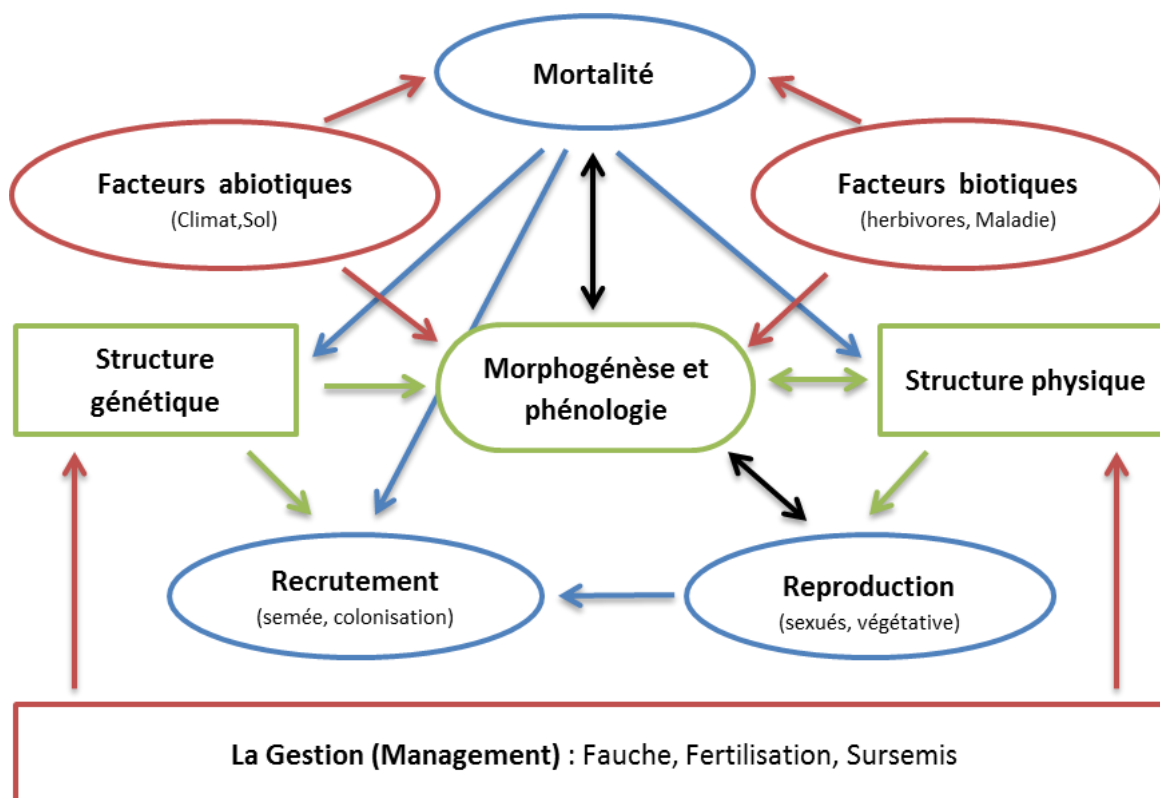 Mortalité
Facteurs abiotiques
(Climat,Sol)
Facteurs biotiques
(herbivores, Maladie)
Structure
génétique
Morphogénèse et
phénologie
Structure physique
Recrutement
(semée, colonisation)
Reproduction
(sexués, végétative)
La Gestion (Management) : Fauche, Fertilisation, Sursemis